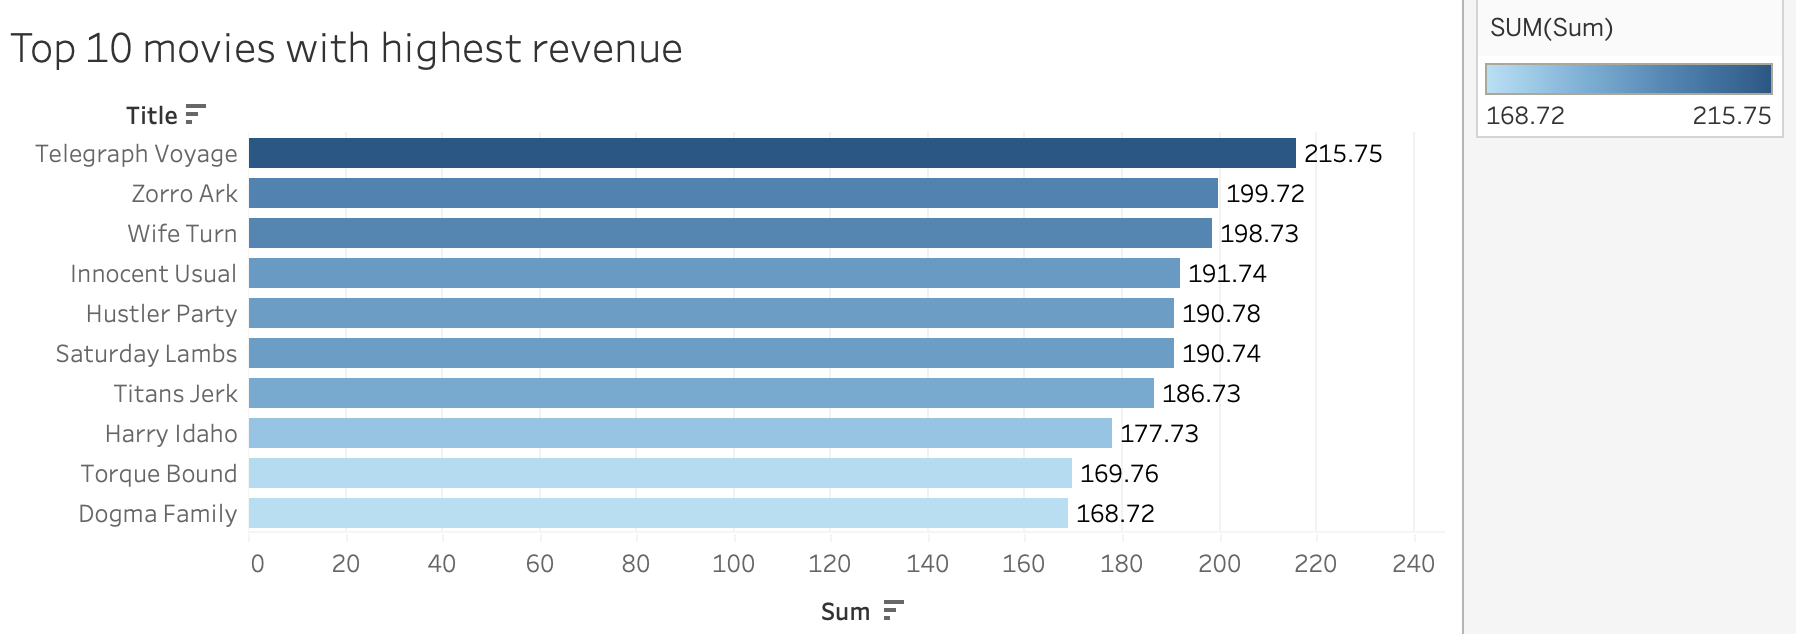 Top 10 movies with highest revenue
SUM(Sum)
168.72 215.75
Title
Telegraph Voyage 215.75
Zorro Ark 199.72
Wife Turn 198.73
Innocent Usual 191.74
Hustler Party 190.78
Saturday Lambs 190.74
Titans Jerk 186.73
Harry Idaho 177.73
Torque Bound 169.76
Dogma Family 168.72
0 20 40 60 80 100 120 140 160 180 200 220 240
Sum